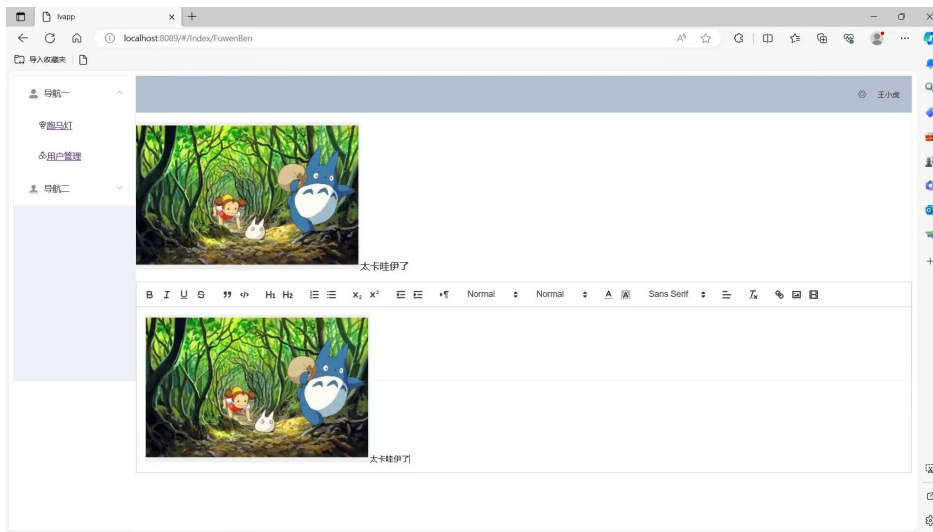 lvapp
localhost:8089/#/Index/FuwenBen
导入收藏夹
导航一
王小虎
跑马灯
用户管理
导航二
太卡哇伊了
B I U S H1 H2 X2 X2 Normal Normal A A Sans Serif Tx
太卡哇伊了